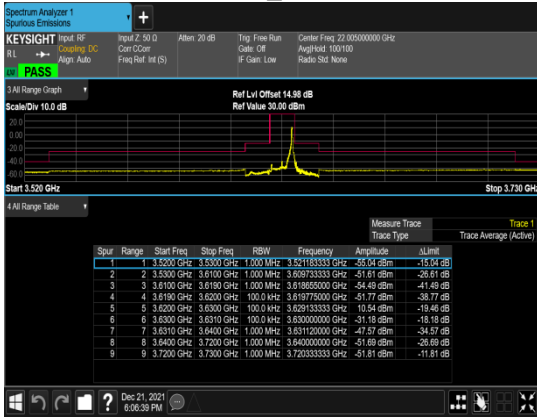 Spectrum Analyzer 1
Spurious Emissions
KEYSIGHT Input: RF Input Z: 50 Ω Atten: 20 dB Trig: Free Run Center Freq: 22.005000000 GHz
RL Coupling: DC Corr CCorr Gate: Off Avg|Hold: 100/100
Align: Auto Freq Ref: Int (S) IF Gain: Low Radio Std: None
PASS
3 All Range Graph
Ref Lvl Offset 14.98 dB
Scale/Div 10.0 dB Ref Value 30.00 dBm
20.0
0.00
-20.0
-40.0
-60.0
Start 3.520 GHz Stop 3.730 GHz
4 All Range Table
Measure Trace Trace 1
Trace Type Trace Average (Active)
Spur Range Start Freq Stop Freq RBW Frequency Amplitude ΔLimit
1 1 3.5200 GHz 3.5300 GHz 1.000 MHz 3.521183333 GHz -55.04 dBm -15.04 dB
2 2 3.5300 GHz 3.6100 GHz 1.000 MHz 3.609733333 GHz -51.61 dBm -26.61 dB
3 3 3.6100 GHz 3.6190 GHz 1.000 MHz 3.618655000 GHz -54.49 dBm -41.49 dB
4 4 3.6190 GHz 3.6200 GHz 100.0 kHz 3.619775000 GHz -51.77 dBm -38.77 dB
5 5 3.6200 GHz 3.6300 GHz 100.0 kHz 3.629133333 GHz 10.54 dBm -19.46 dB
6 6 3.6300 GHz 3.6310 GHz 100.0 kHz 3.630000000 GHz -31.18 dBm -18.18 dB
7 7 3.6310 GHz 3.6400 GHz 1.000 MHz 3.631120000 GHz -47.57 dBm -34.57 dB
8 8 3.6400 GHz 3.7200 GHz 1.000 MHz 3.640000000 GHz -51.69 dBm -26.69 dB
9 9 3.7200 GHz 3.7300 GHz 1.000 MHz 3.720333333 GHz -51.81 dBm -11.81 dB
? Dec 21, 2021
6:06:39 PM